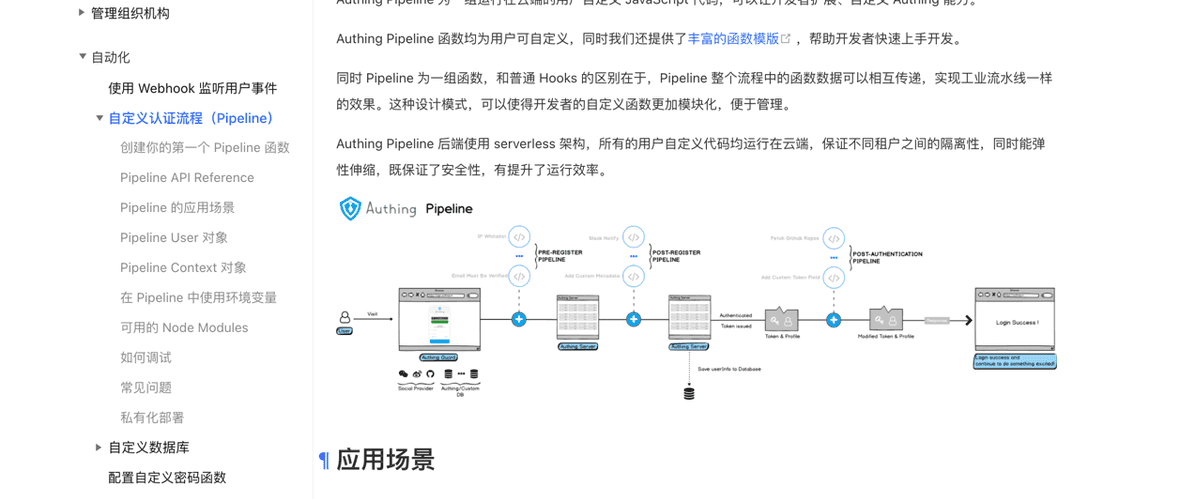 管理组织机构
自动化
使用 Webhook 监听用户事件
自定义认证流程（Pipeline）
创建你的第一个 Pipeline 函数
Pipeline API Reference
Pipeline 的应用场景
Pipeline User 对象
Pipeline Context 对象
在 Pipeline 中使用环境变量
可用的 Node Modules
如何调试
常见问题
私有化部署
自定义数据库
配置自定义密码函数
Authing Pipeline 为一组运行在云端的用户自定义 JavaScript 代码，可以让开发者扩展、自定义 Authing 能力。
Authing Pipeline 函数均为用户可自定义，同时我们还提供了丰富的函数模版，帮助开发者快速上手开发。
同时 Pipeline 为一组函数，和普通 Hooks 的区别在于，Pipeline 整个流程中的函数数据可以相互传递，实现工业流水线一样
的效果。这种设计模式，可以使得开发者的自定义函数更加模块化，便于管理。
Authing Pipeline 后端使用 serverless 架构，所有的用户自定义代码均运行在云端，保证不同租户之间的隔离性，同时能弹
性伸缩，既保证了安全性，有提升了运行效率。
Authing Pipeline
IP Whitelist
Email Must Be Verified
PRE-REGISTER
PIPELINE
Slack Notify
Add Custom Metadata
POST-REGISTER
PIPELINE
Fetch Github Repos
Add Custom Token Field
POST-AUTHENTICATION
PIPELINE
User
Visit
Authing Guard
Social Provider
Authing/Custom
DB
Authing Server
Authing Server
Authing Server
Authing Server
Authenticated
Token issued
Save userInfo to Database
Token & Profile
Modified Token & Profile
Login Success !
Login success and
continue to do something excited!
¶ 应用场景